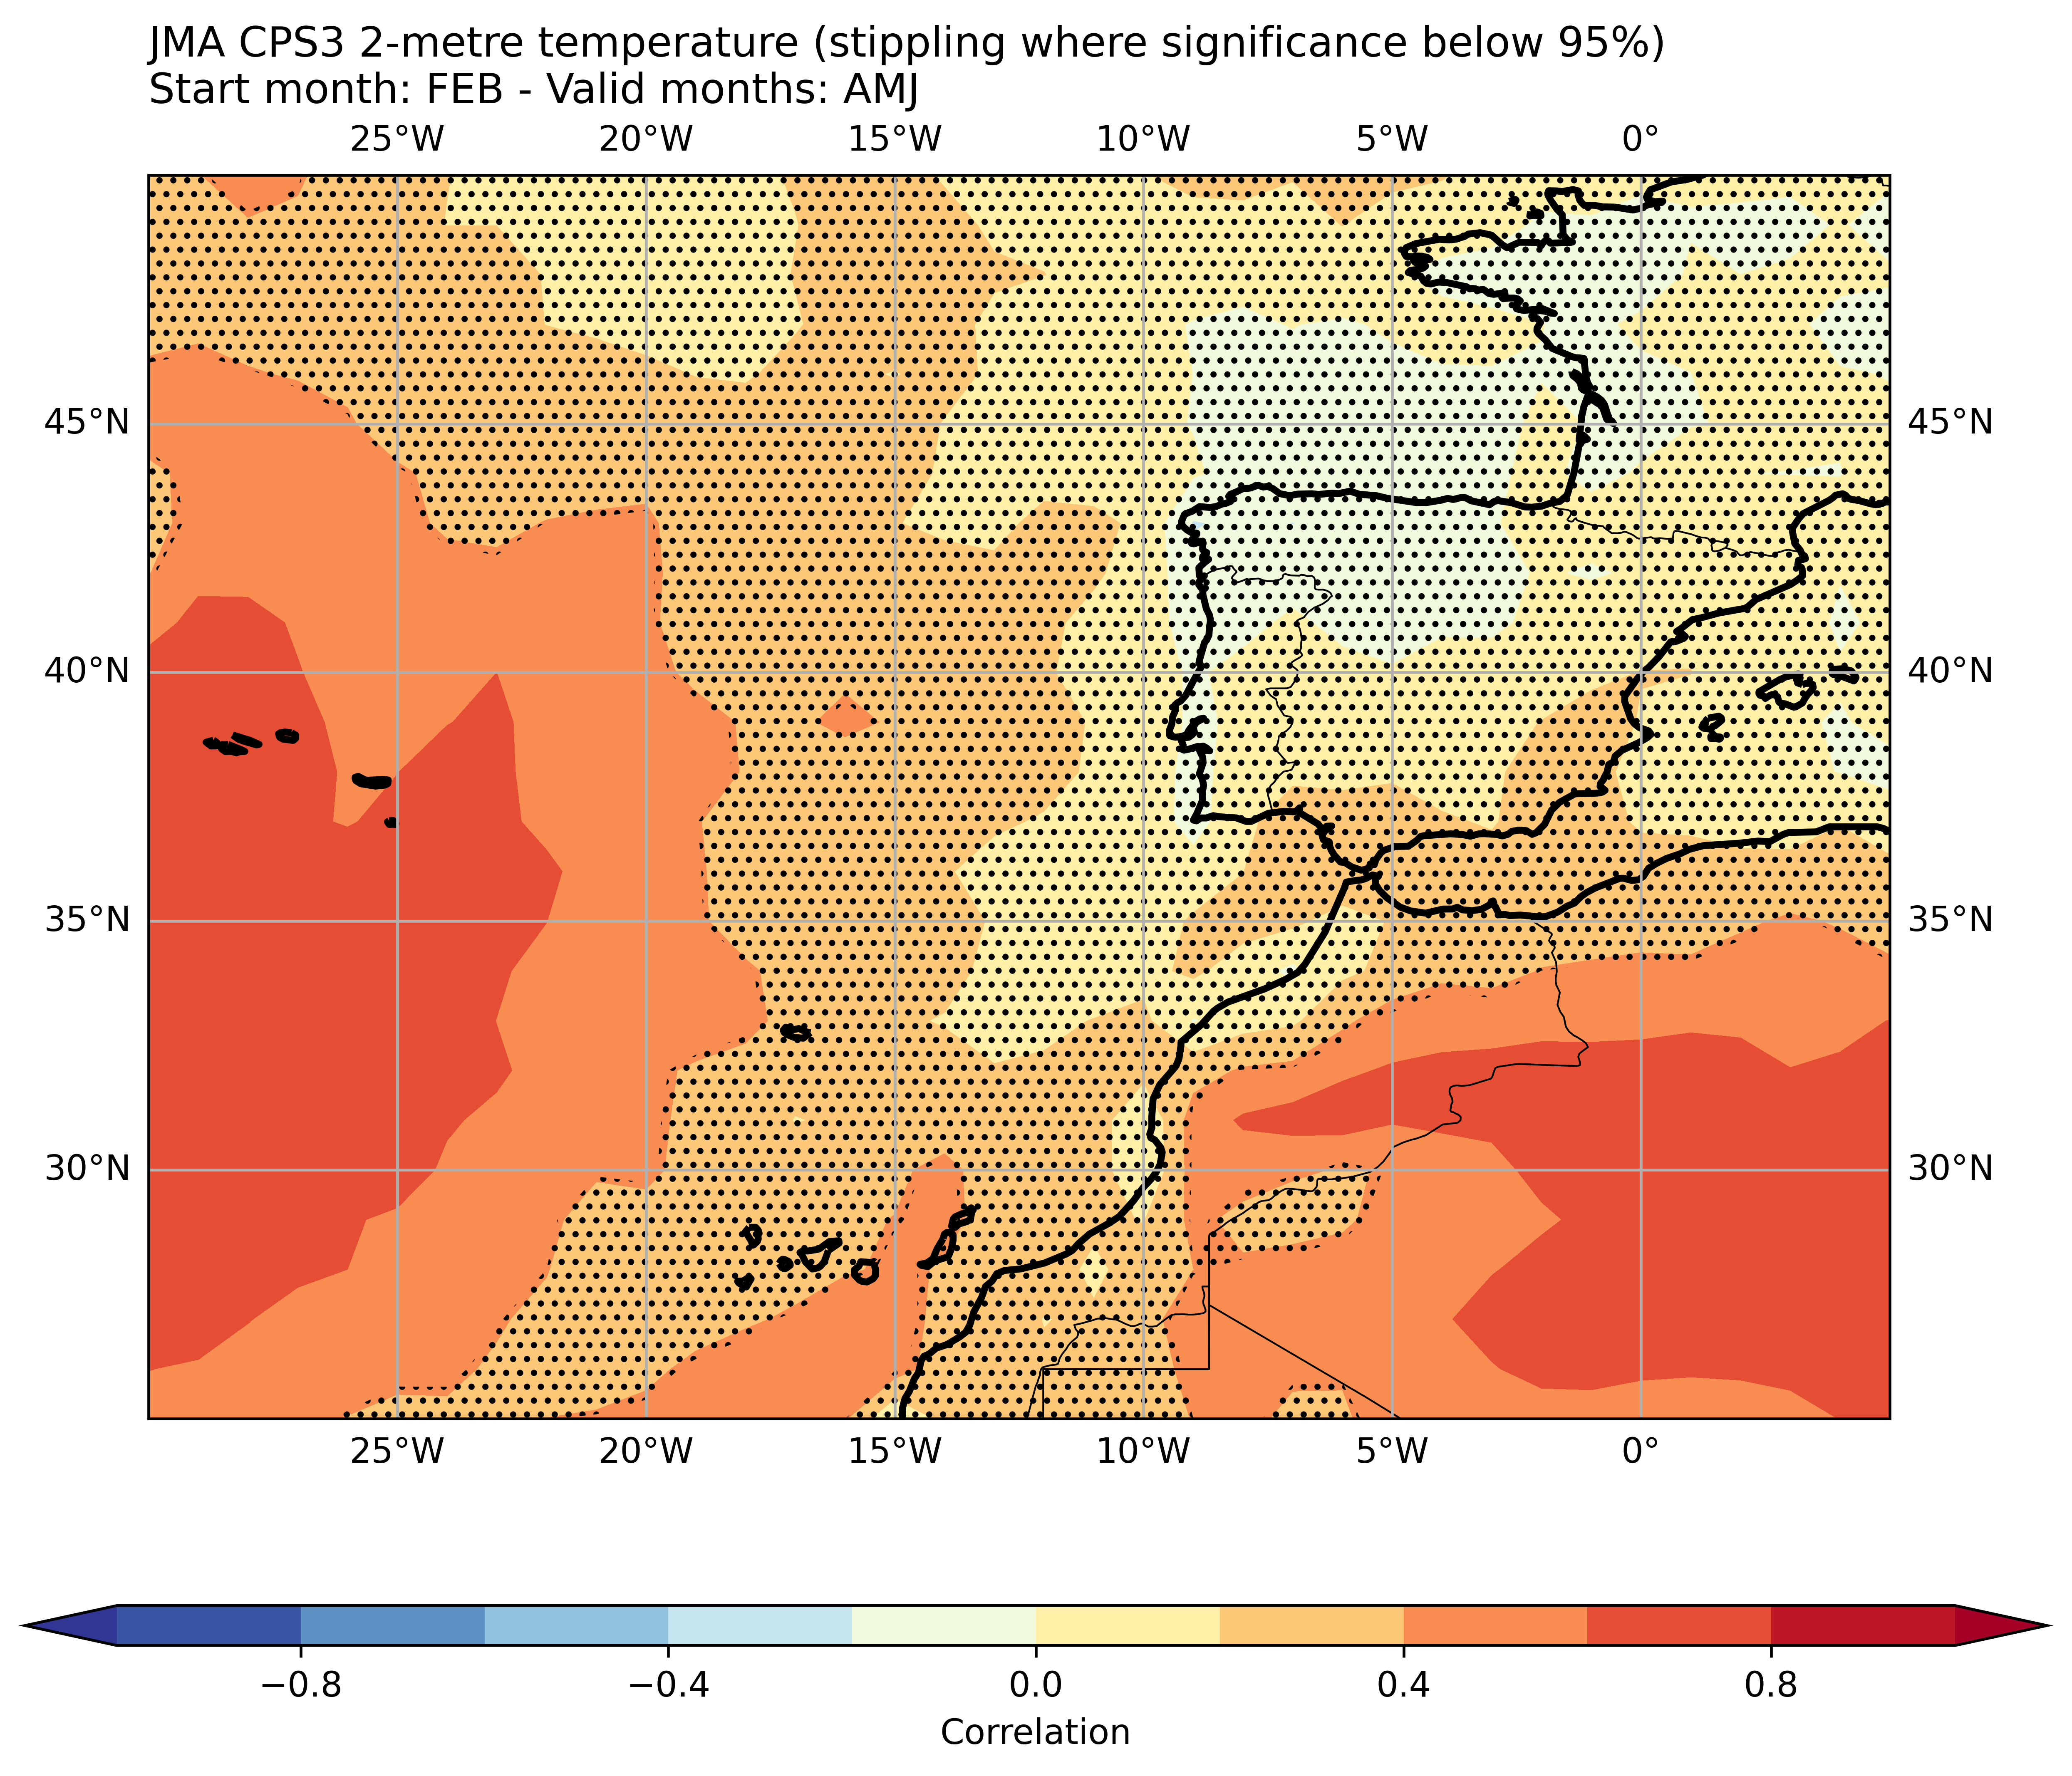 JMA CPS3 2-metre temperature (stippling where significance below 95%)
Start month: FEB - Valid months: AMJ
25°W 20°W 15°W 10°W 5°W 0°
45°N 45°N
40°N 40°N
35°N 35°N
30°N 30°N
25°W 20°W 15°W 10°W 5°W 0°
−0.8 −0.4 0.0 0.4 0.8
Correlation